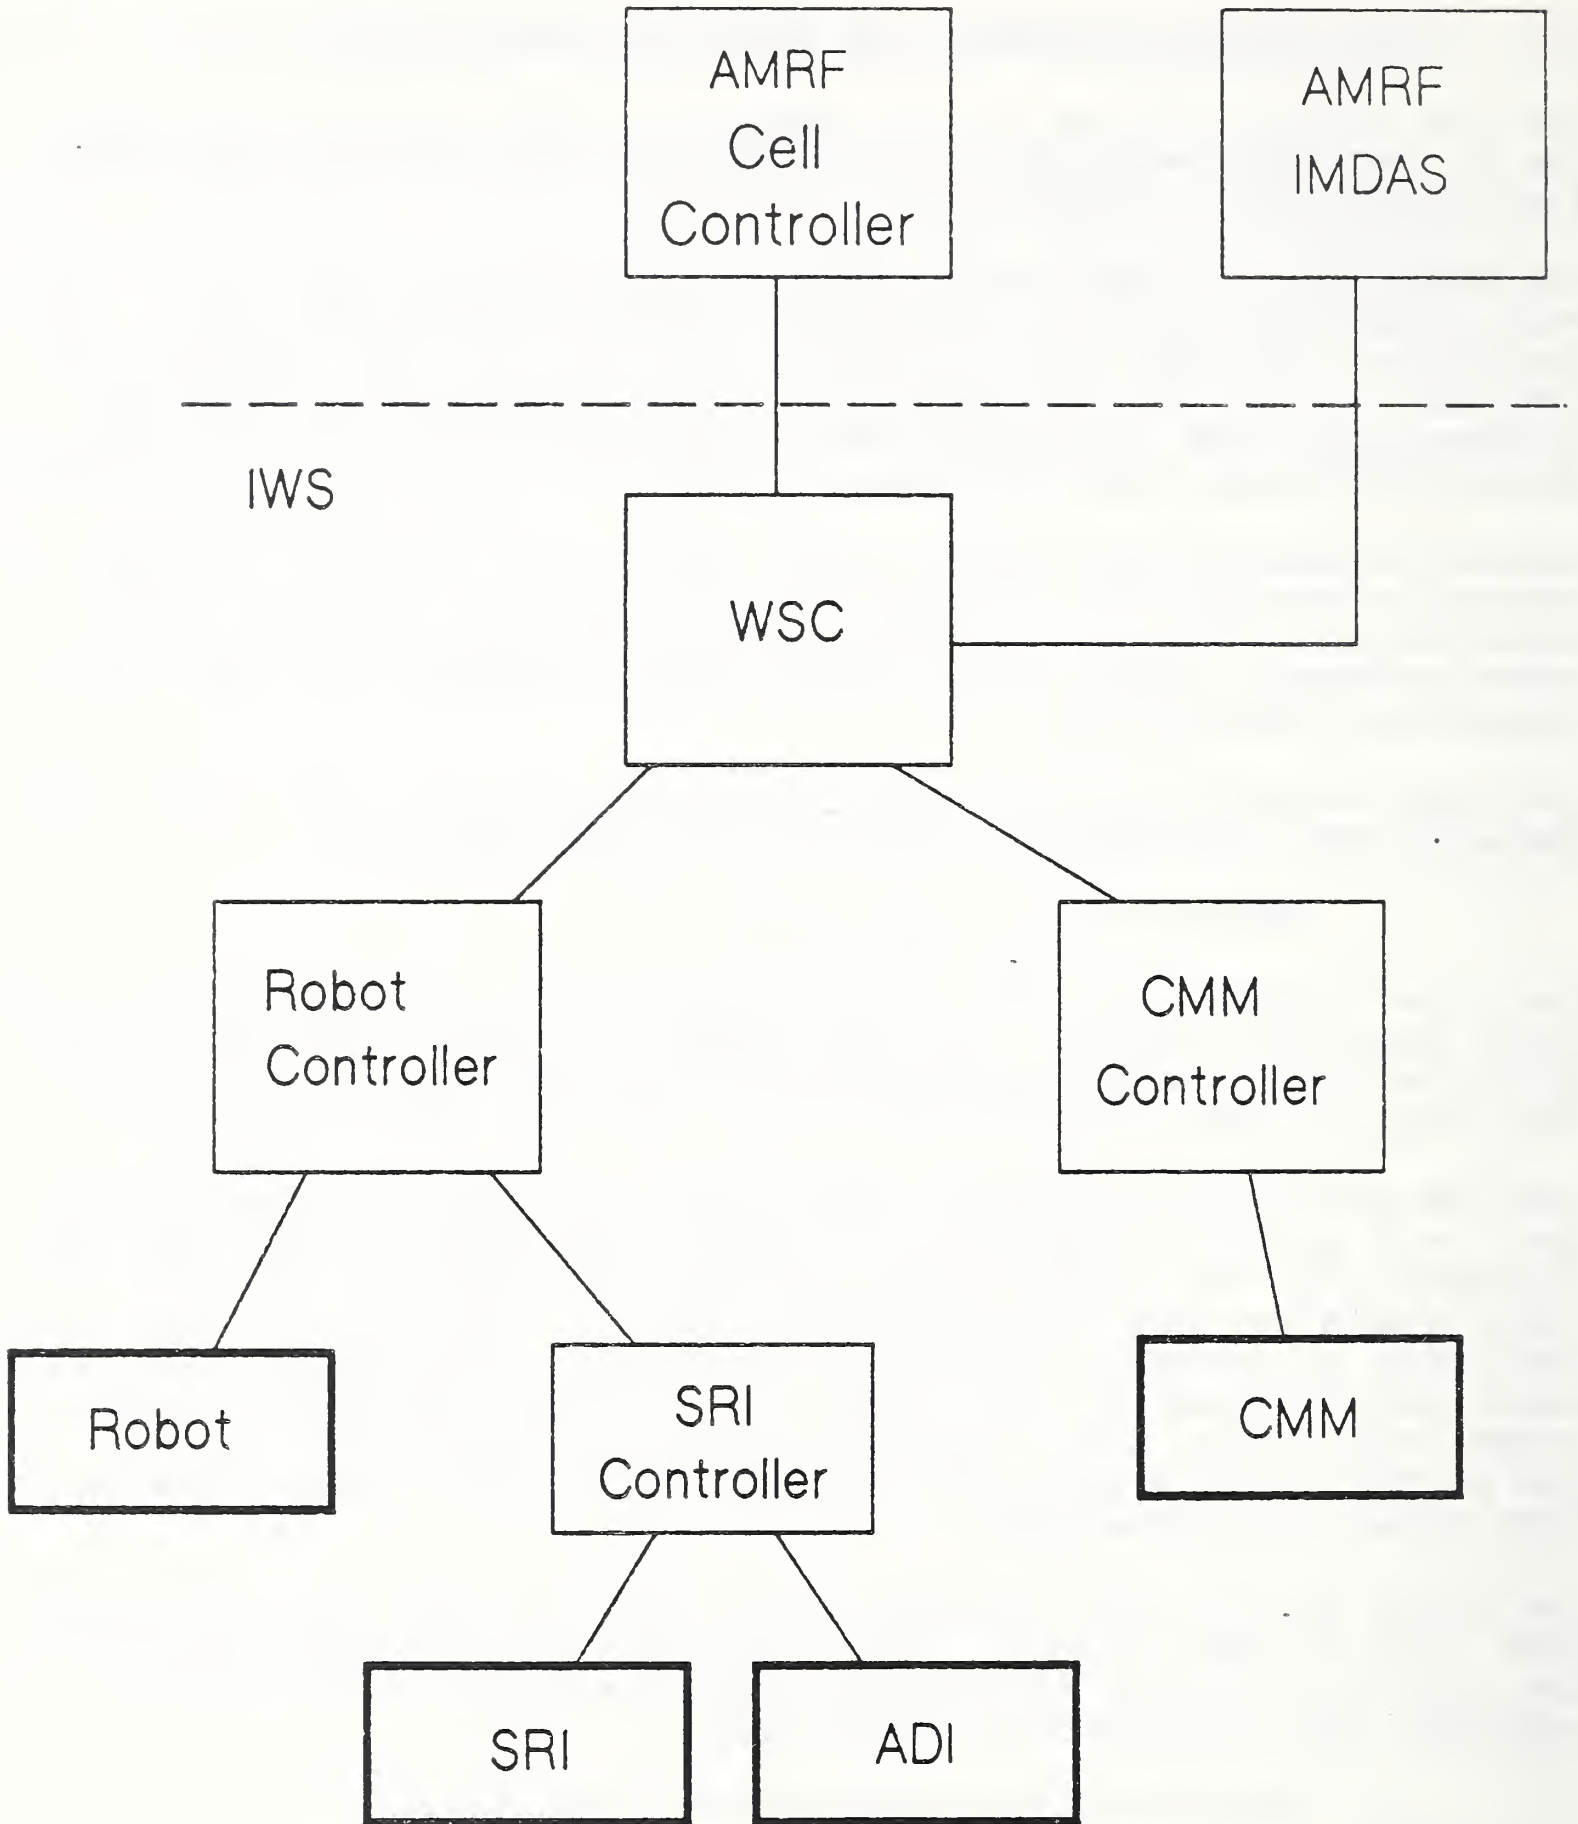 AMRF
Cell
Controller
AMRF
IMDAS
IWS
WSC
Robot
Controller
CMM
Controller
Robot
SRI
Controller
CMM
SRI
ADI